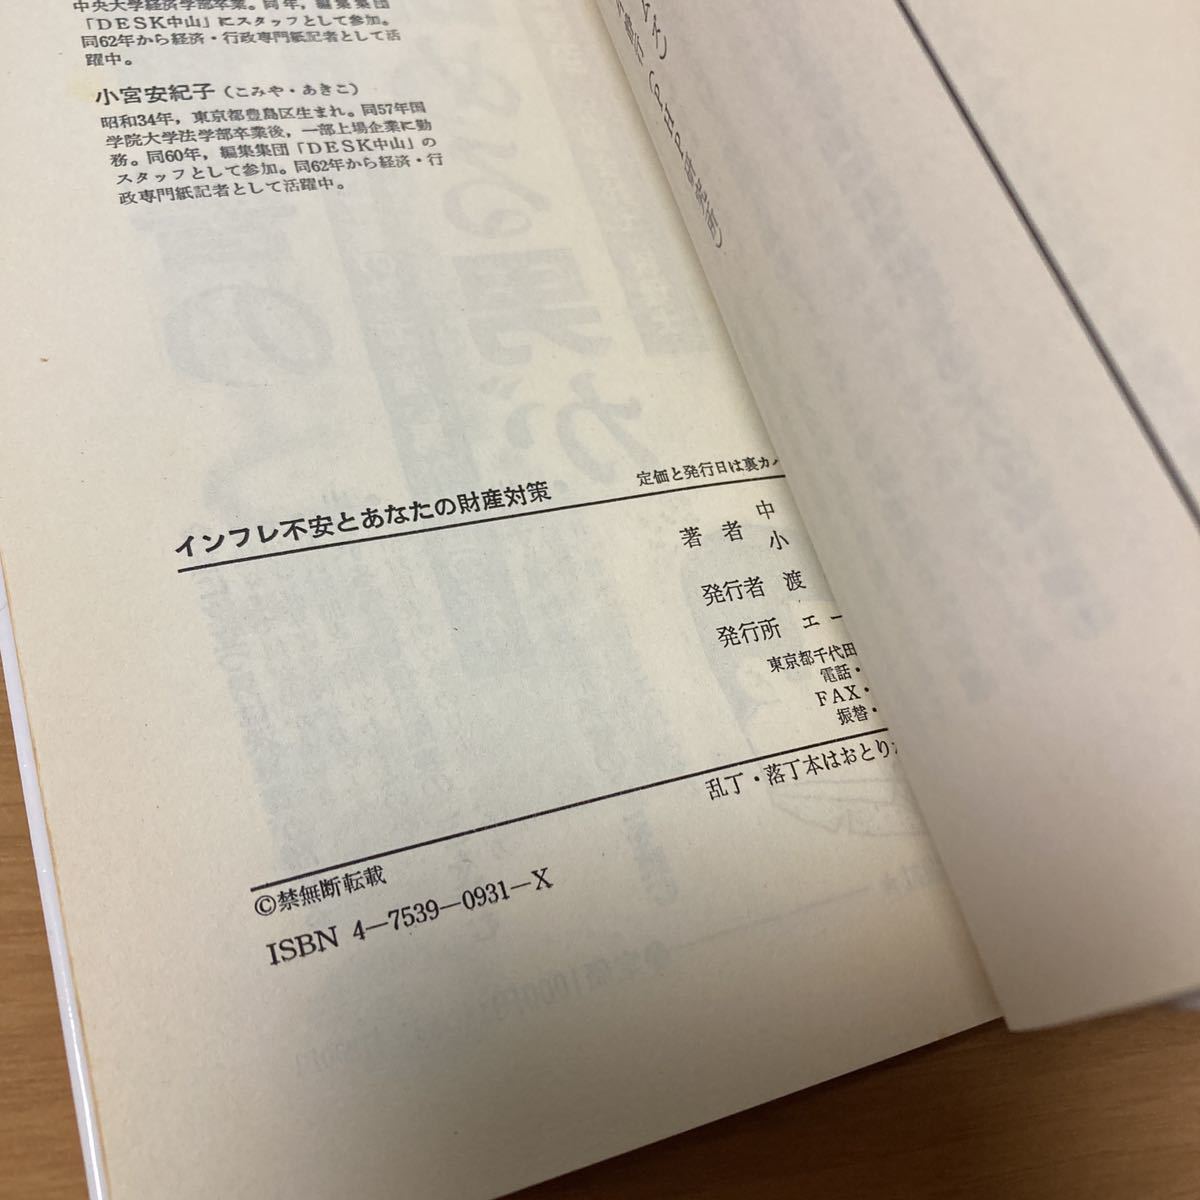 中央大学経済学部卒業。同年，編集集団
「DESK中山」にスタッフとして参加。
同62年から経済・行政専門紙記者として活
躍中。
小宮安紀子（こみや・あきこ）
昭和34年，東京都豊島区生まれ。同57年国
学院大学法学部卒業後，一部上場企業に勤
務。同60年，編集集団「DESK中山」の
スタッフとして参加。同62年から経済・行
政専門紙記者として活躍中。
インフレ不安とあなたの財産対策
定価と発行日は裏カ
著者 中
小
発行者 渡
発行所 エー
東京都千代田
電話・
FAX・
振替・
乱丁・落丁本はおとり
©禁無断転載
ISBN 4-7539-0931-X